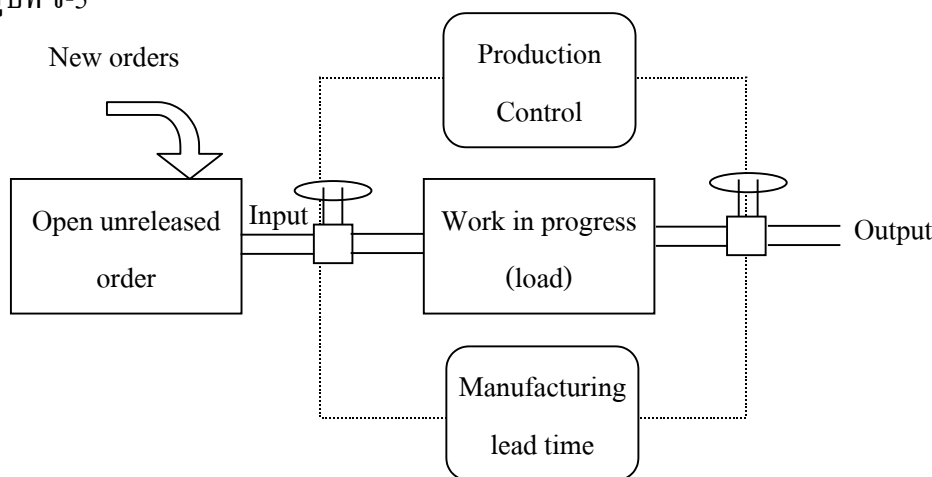 New orders
Production
Control
Open unreleased
order
Input
Work in progress
(load)
Output
Manufacturing
lead time